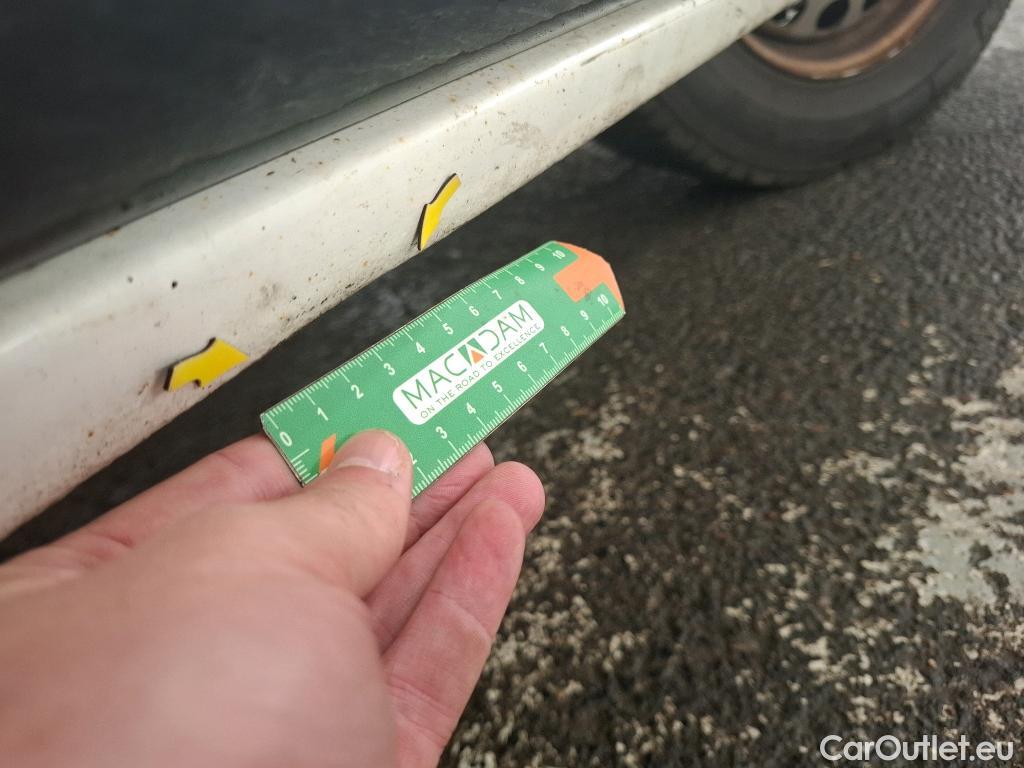 0 1 2 3 4 5 6 7 8 9 10
MACADÄM
ON THE ROAD TO EXCELLENCE
3 4 5 6 7 8 9 10
CarOutlet.eu